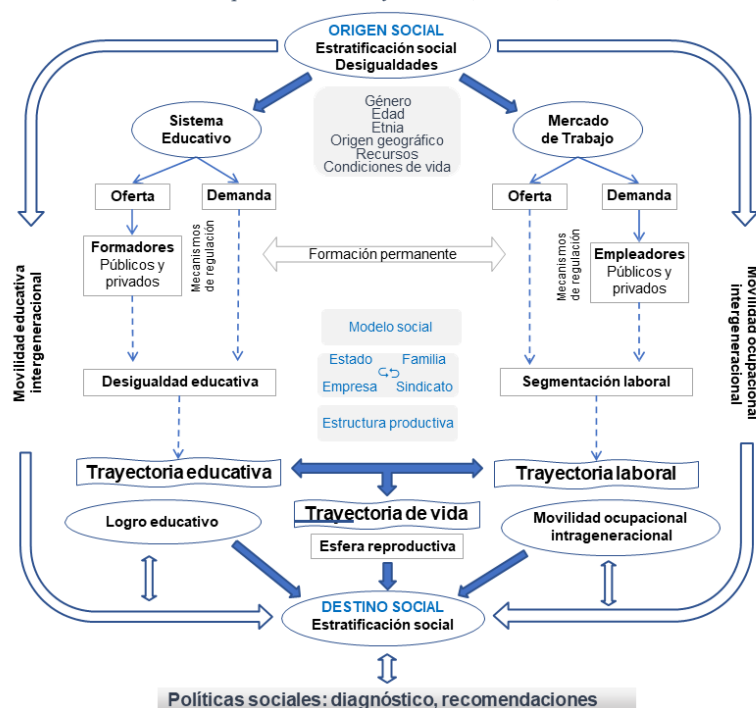 ORIGEN SOCIAL
Estratificación social
Desigualdades
Género
Edad
Etnia
Origen geográfico
Recursos
Condiciones de vida
Sistema
Educativo
Mercado
de Trabajo
Oferta
Demanda
Oferta
Demanda
Formadores
Públicos y
privados
Mecanismos
de regulación
Formación permanente
Mecanismos
de regulación
Empleadores
Públicos y
privados
Movilidad educativa
intergeneracional
Movilidad ocupacional
intergeneracional
Modelo social
Estado Familia
Empresa Sindicato
Estructura productiva
Desigualdad educativa
Segmentación laboral
Trayectoria educativa
Trayectoria laboral
Trayectoria de vida
Logro educativo
Esfera reproductiva
Movilidad ocupacional
intrageneracional
DESTINO SOCIAL
Estratificación social
Políticas sociales: diagnóstico, recomendaciones